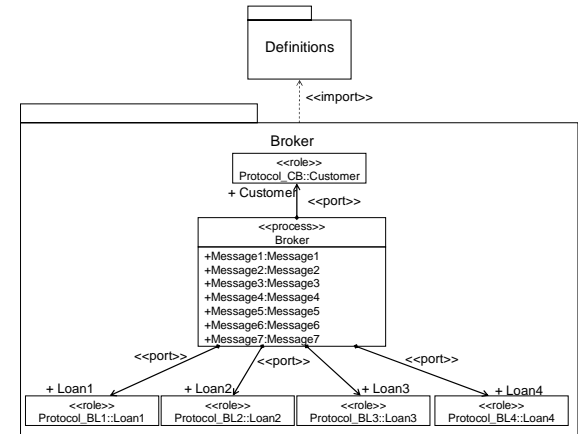 Definitions
<<import>>
Broker
<<role>>
Protocol_CB::Customer
+ Customer
<<port>>
<<process>>
Broker
+Message1:Message1
+Message2:Message2
+Message3:Message3
+Message4:Message4
+Message5:Message5
+Message6:Message6
+Message7:Message7
<<port>>
<<port>>
<<port>>
<<port>>
+ Loan1
+ Loan2
+ Loan3
+ Loan4
<<role>>
Protocol_BL1::Loan1
<<role>>
Protocol_BL2::Loan2
<<role>>
Protocol_BL3::Loan3
<<role>>
Protocol_BL4::Loan4